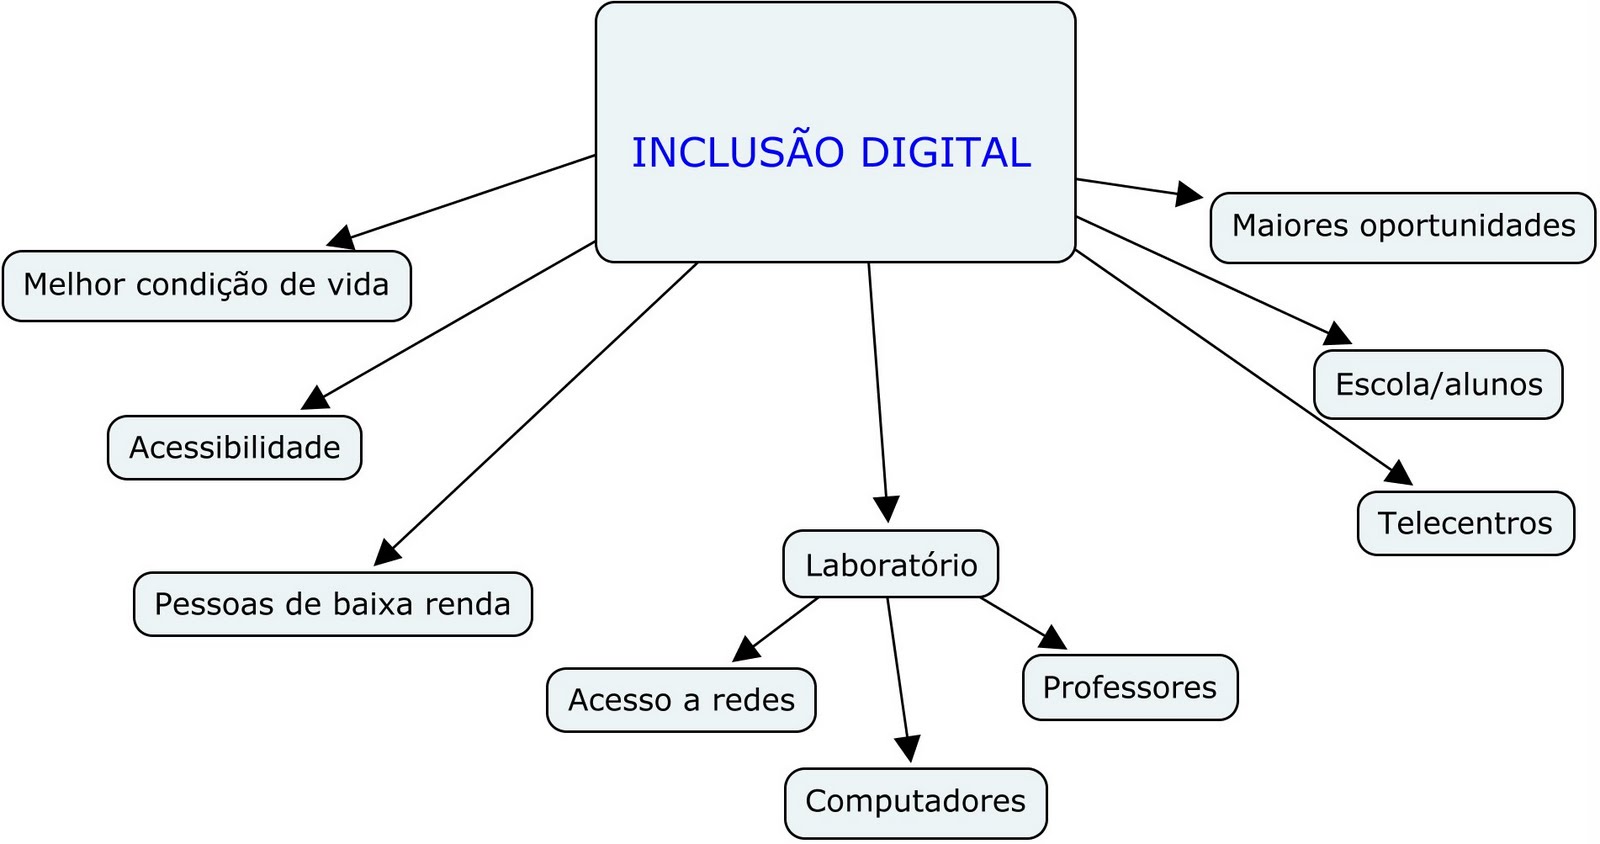 INCLUSÃO DIGITAL
Maiores oportunidades
Melhor condição de vida
Escola/alunos
Acessibilidade
Telecentros
Laboratório
Pessoas de baixa renda
Professores
Acesso a redes
Computadores